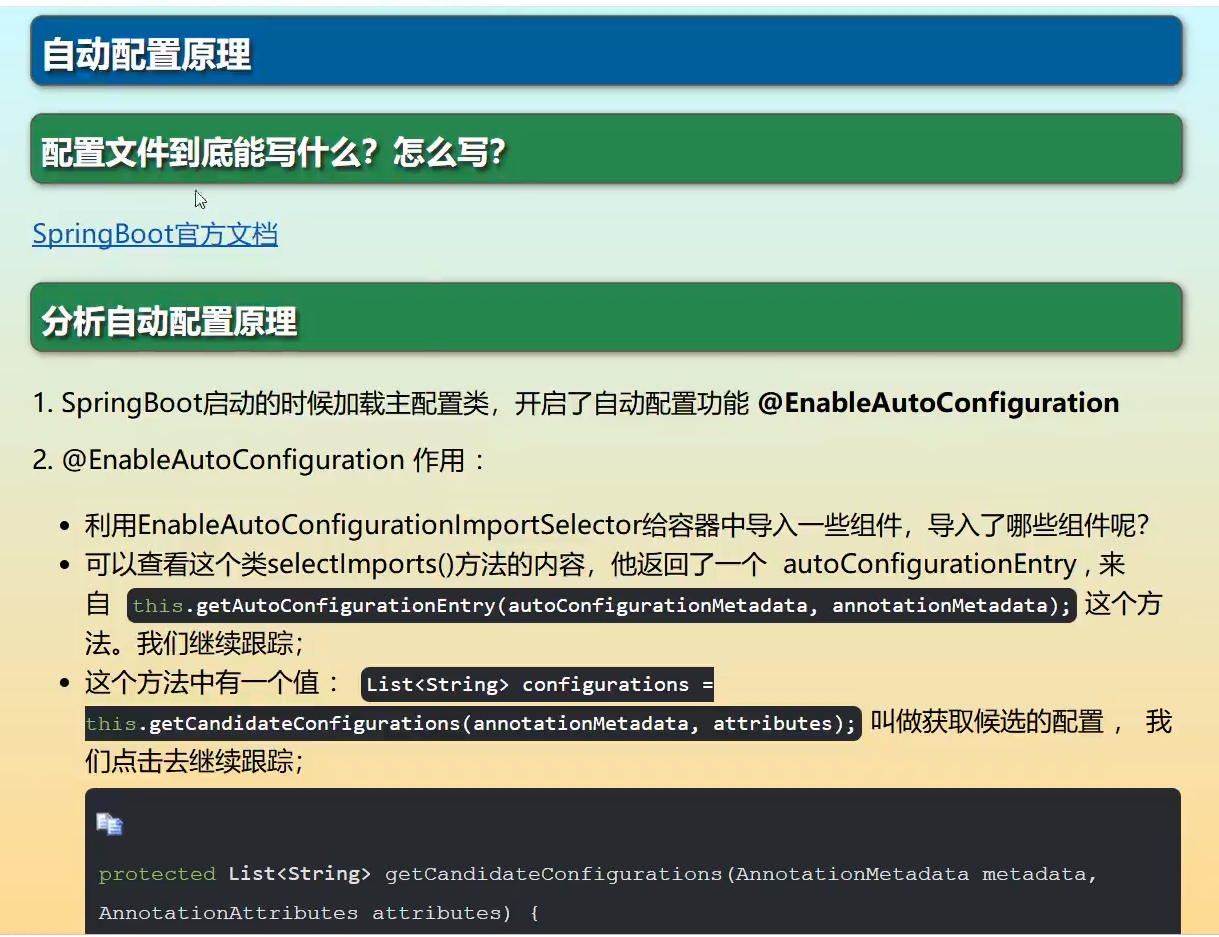 自动配置原理
配置文件到底能写什么？怎么写？
SpringBoot官方文档
分析自动配置原理
1. SpringBoot启动的时候加载主配置类，开启了自动配置功能 @EnableAutoConfiguration
2. @EnableAutoConfiguration 作用：
利用EnableAutoConfigurationImportSelector给容器中导入一些组件，导入了哪些组件呢？
可以查看这个类selectImports()方法的内容，他返回了一个 autoConfigurationEntry , 来
自 this.getAutoConfigurationEntry(autoConfigurationMetadata, annotationMetadata); 这个方
法。我们继续跟踪；
这个方法中有一个值： List<String> configurations =
this.getCandidateConfigurations(annotationMetadata, attributes); 叫做获取候选的配置 ， 我
们点击去继续跟踪；
protected List<String> getCandidateConfigurations(AnnotationMetadata metadata,
AnnotationAttributes attributes) {